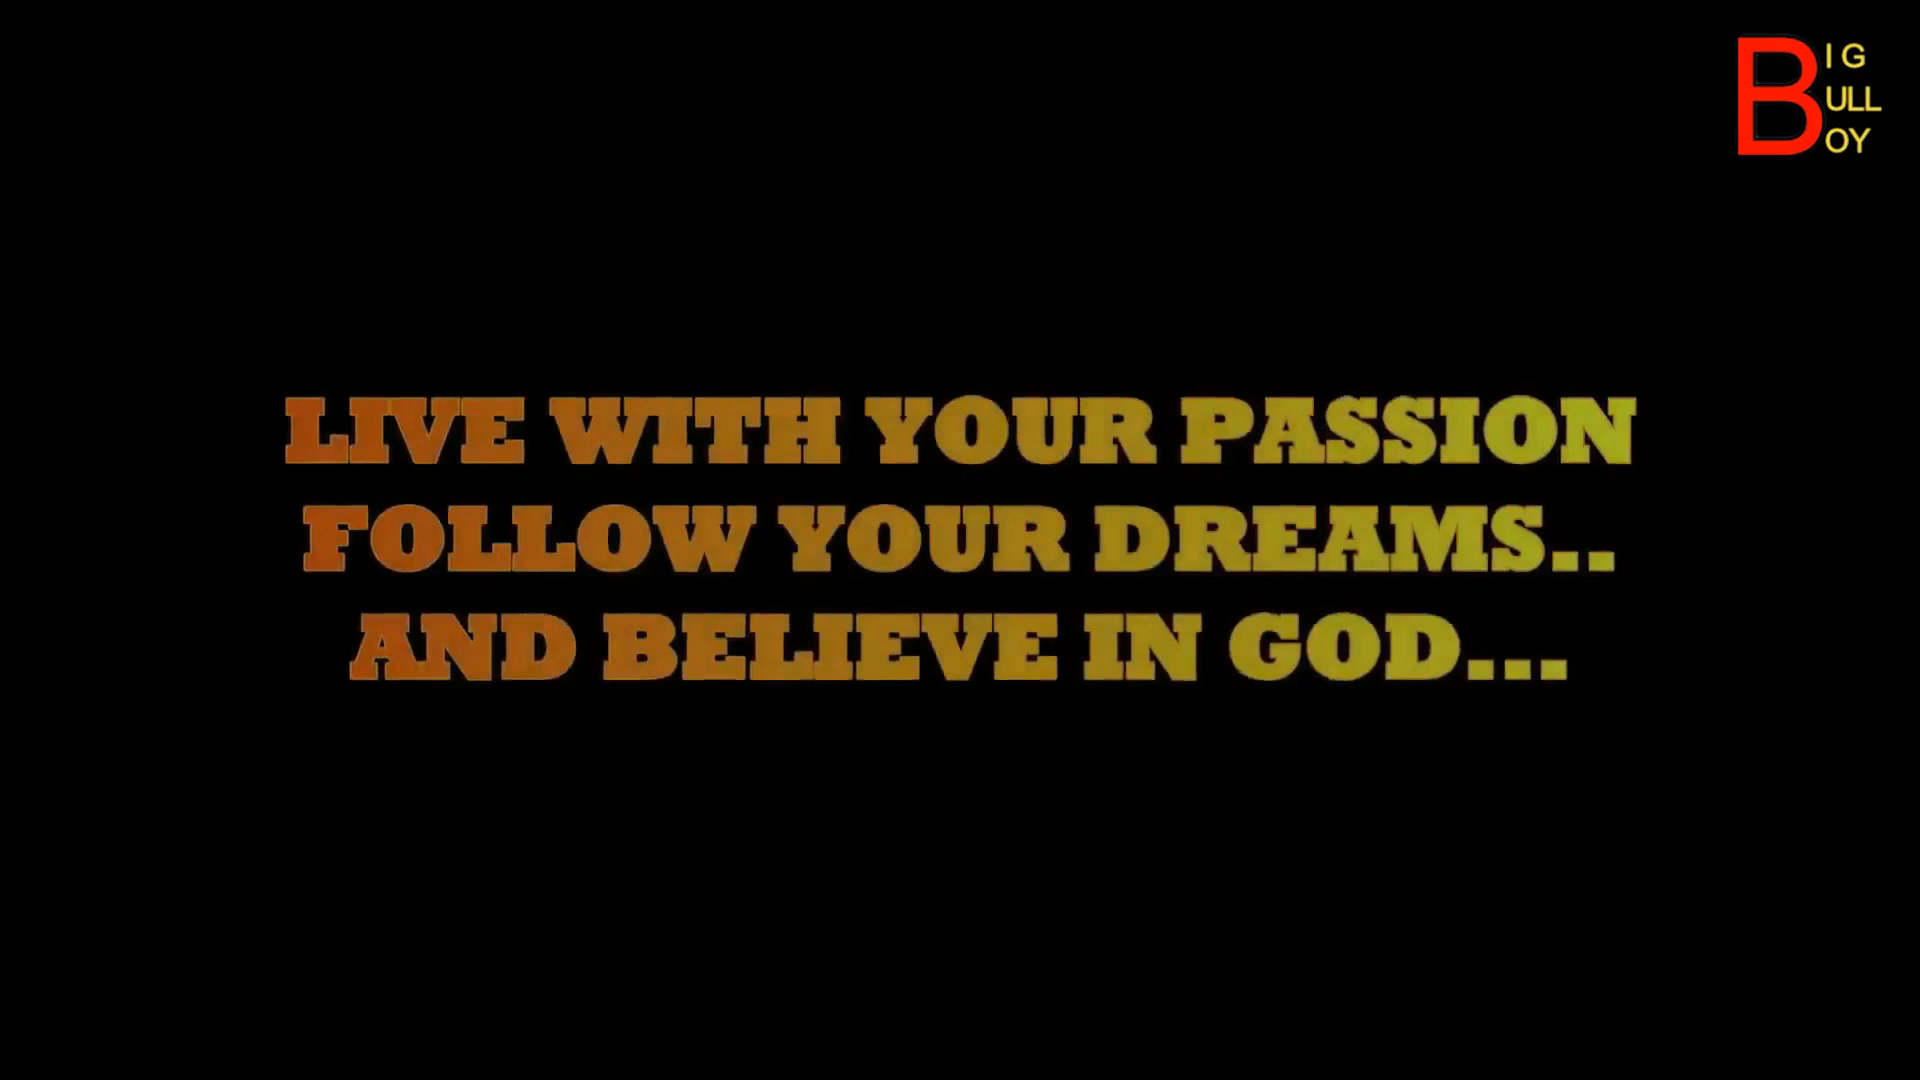 BIG
BULL
BOY
LIVE WITH YOUR PASSION
FOLLOW YOUR DREAMS..
AND BELIEVE IN GOD...